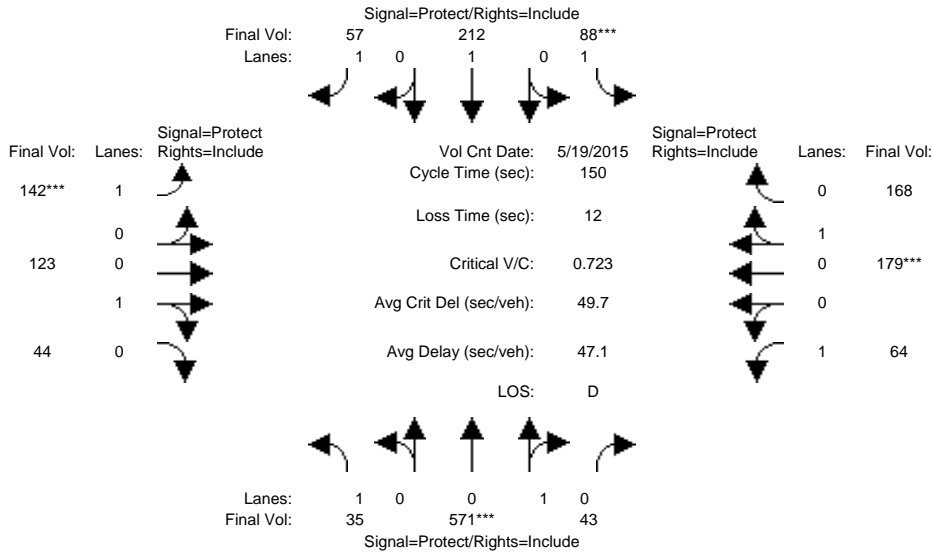 Signal=Protect/Rights=Include
Final Vol: 57 212 88***
Lanes: 1 0 1 0 1
Signal=Protect Signal=Protect
Final Vol: Lanes: Rights=Include Vol Cnt Date: 5/19/2015 Rights=Include Lanes: Final Vol:
Cycle Time (sec): 150
142*** 1 0 168
Loss Time (sec): 12
0 1
123 0 Critical V/C: 0.723 0 179***
1 Avg Crit Del (sec/veh): 49.7 0
44 0 Avg Delay (sec/veh): 47.1 1 64
LOS: D
Lanes: 1 0 0 1 0
Final Vol: 35 571*** 43
Signal=Protect/Rights=Include